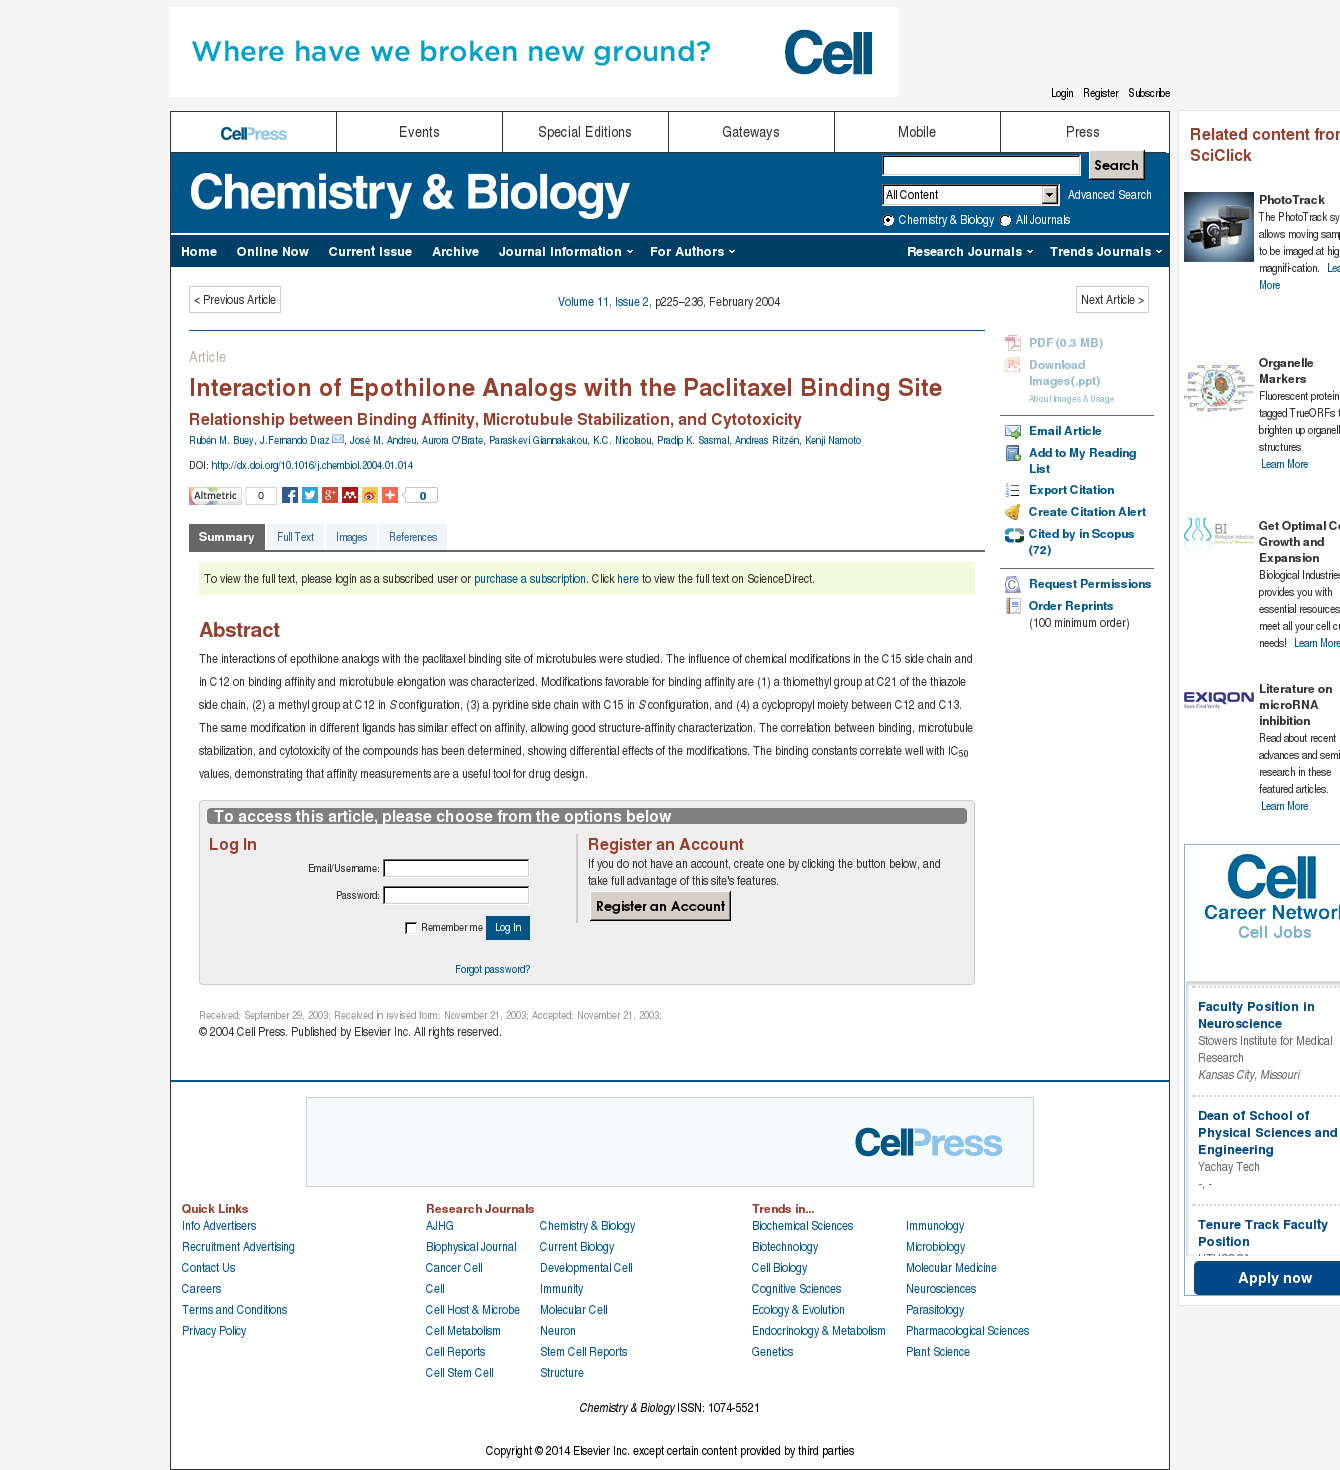 Where have we broken new ground?
Cell
Login Register Subscribe
CellPress Events Special Editions Gateways Mobile Press
Chemistry & Biology
Search
All Content Advanced Search
Chemistry & Biology All Journals
Home Online Now Current Issue Archive Journal Information For Authors Research Journals Trends Journals
< Previous Article Volume 11, Issue 2, p225–236, February 2004 Next Article >
Article
Interaction of Epothilone Analogs with the Paclitaxel Binding Site
Relationship between Binding Affinity, Microtubule Stabilization, and Cytotoxicity
Rubén M. Buey, J.Fernando Díaz, José M. Andreu, Aurora O'Brate, Paraskevi Giannakakou, K.C. Nicolaou, Pradip K. Sasmal, Andreas Ritzén, Kenji Namoto
DOI: http://dx.doi.org/10.1016/j.chembiol.2004.01.014
Altmetric 0 0
Summary Full Text Images References
To view the full text, please login as a subscribed user or purchase a subscription. Click here to view the full text on ScienceDirect.
Abstract
The interactions of epothilone analogs with the paclitaxel binding site of microtubules were studied. The influence of chemical modifications in the C15 side chain and
in C12 on binding affinity and microtubule elongation was characterized. Modifications favorable for binding affinity are (1) a thiomethyl group at C21 of the thiazole
side chain, (2) a methyl group at C12 in S configuration, (3) a pyridine side chain with C15 in S configuration, and (4) a cyclopropyl moiety between C12 and C13.
The same modification in different ligands has similar effect on affinity, allowing good structure-affinity characterization. The correlation between binding, microtubule
stabilization, and cytotoxicity of the compounds has been determined, showing differential effects of the modifications. The binding constants correlate well with IC50
values, demonstrating that affinity measurements are a useful tool for drug design.
To access this article, please choose from the options below
Log In
Email/Username:
Password:
Remember me Log In
Forgot password?
Register an Account
If you do not have an account, create one by clicking the button below, and
take full advantage of this site's features.
Register an Account
Received: September 29, 2003; Received in revised form: November 21, 2003; Accepted: November 21, 2003;
© 2004 Cell Press. Published by Elsevier Inc. All rights reserved.
PDF (0.3 MB)
Download
Images(.ppt)
About Images & Usage
Email Article
Add to My Reading
List
Export Citation
Create Citation Alert
Cited by in Scopus
(72)
Request Permissions
Order Reprints
(100 minimum order)
Related content from
SciClick
PhotoTrack
The PhotoTrack sy
allows moving sam
to be imaged at hig
magnifi-cation. Lea
More
Organelle
Markers
Fluorescent protein
tagged TrueORFs t
brighten up organell
structures
Learn More
BI
Get Optimal Ce
Growth and
Expansion
Biological Industries
provides you with
essential resources
meet all your cell cu
needs! Learn More
EXIQON
Seek Find Verify
Literature on
microRNA
inhibition
Read about recent
advances and semi
research in these
featured articles.
Learn More
Cell
Career Network
Cell Jobs
Faculty Position in
Neuroscience
Stowers Institute for Medical
Research
Kansas City, Missouri
Dean of School of
Physical Sciences and
Engineering
Yachay Tech
-, -
Tenure Track Faculty
Position
Apply now
CellPress
Quick Links
Info Advertisers
Recruitment Advertising
Contact Us
Careers
Terms and Conditions
Privacy Policy
Research Journals
AJHG
Biophysical Journal
Cancer Cell
Cell
Cell Host & Microbe
Cell Metabolism
Cell Reports
Cell Stem Cell
Chemistry & Biology
Current Biology
Developmental Cell
Immunity
Molecular Cell
Neuron
Stem Cell Reports
Structure
Trends in...
Biochemical Sciences
Biotechnology
Cell Biology
Cognitive Sciences
Ecology & Evolution
Endocrinology & Metabolism
Genetics
Immunology
Microbiology
Molecular Medicine
Neurosciences
Parasitology
Pharmacological Sciences
Plant Science
Chemistry & Biology ISSN: 1074-5521
Copyright © 2014 Elsevier Inc. except certain content provided by third parties